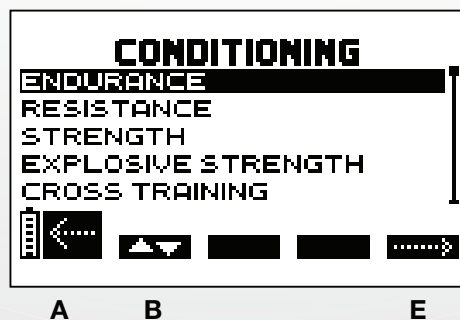 CONDITIONING
ENDURANCE
RESISTANCE
STRENGTH
EXPLOSIVE STRENGTH
CROSS TRAINING
A B E